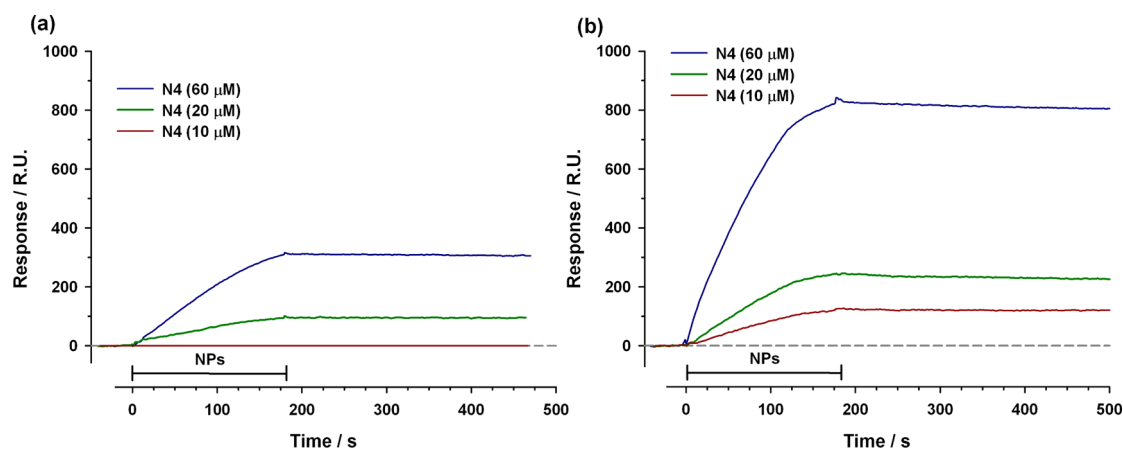 (a)
1000
800
600
400
200
0
Response / R.U.
N4 (60 μM)
N4 (20 μM)
N4 (10 μM)
NPs
0 100 200 300 400 500
Time / s
(b)
1000
800
600
400
200
0
Response / R.U.
N4 (60 μM)
N4 (20 μM)
N4 (10 μM)
NPs
0 100 200 300 400 500
Time / s